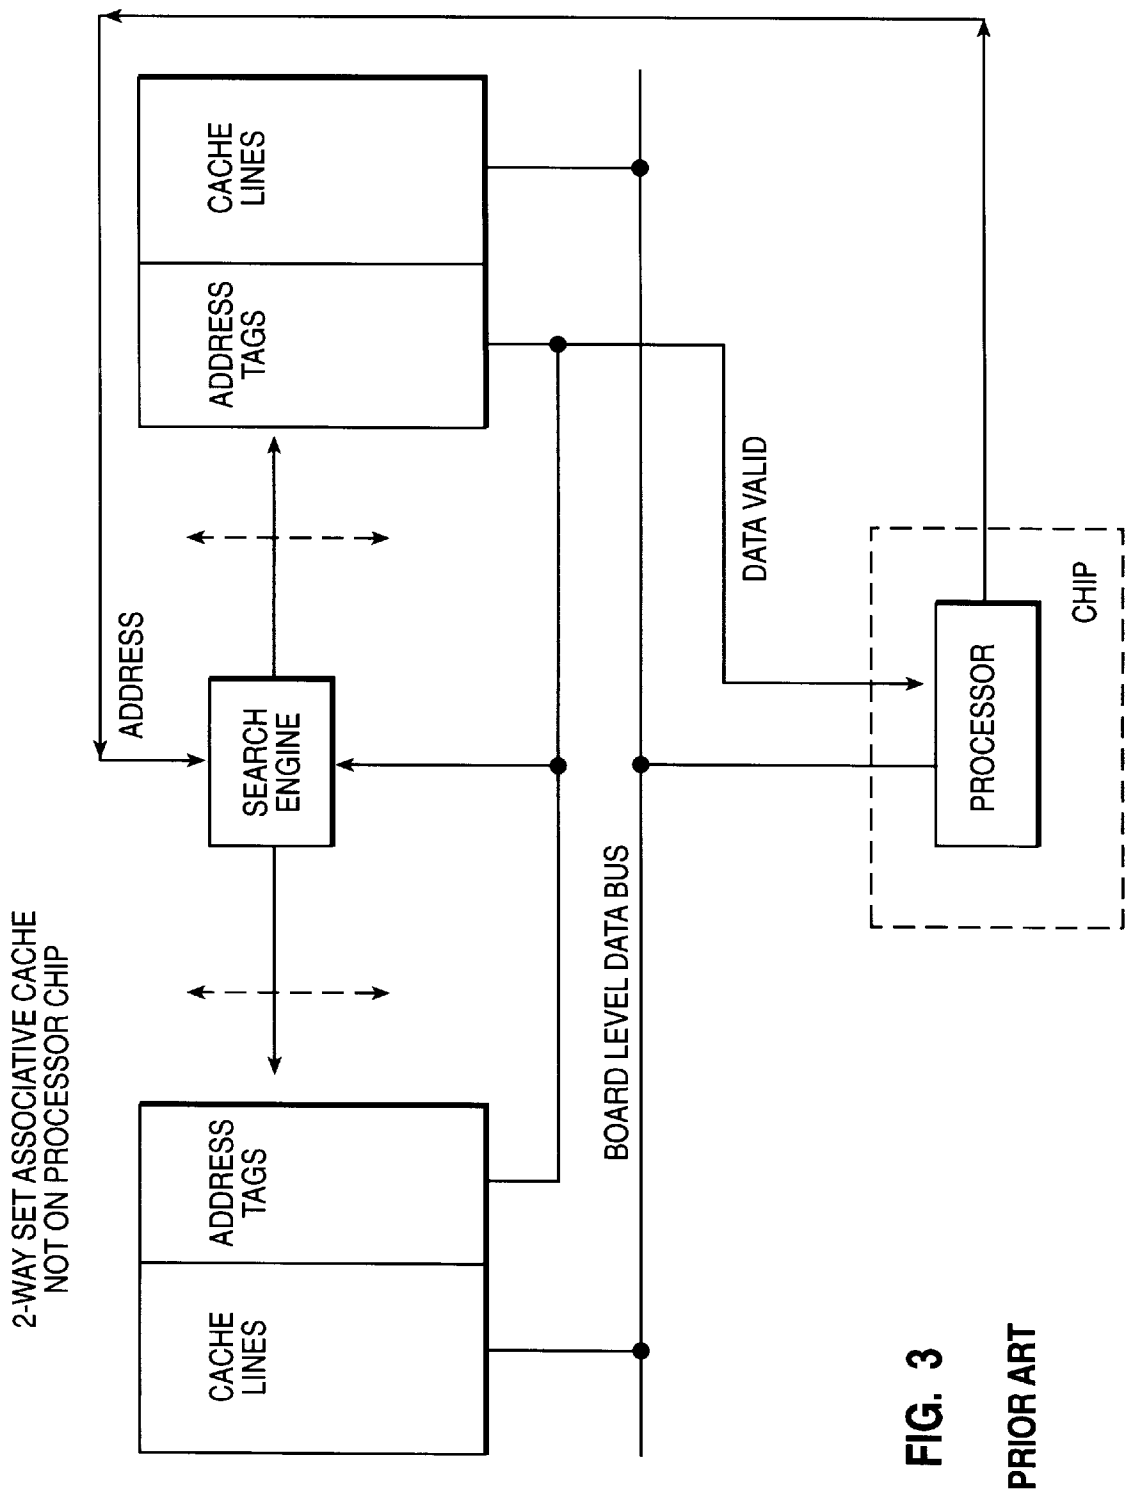 2-WAY SET ASSOCIATIVE CACHE
NOT ON PROCESSOR CHIP
ADDRESS
CACHE
LINES
ADDRESS
TAGS
SEARCH
ENGINE
ADDRESS
TAGS
CACHE
LINES
BOARD LEVEL DATA BUS
DATA VALID
PROCESSOR
CHIP
FIG. 3
PRIOR ART